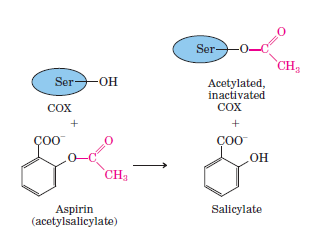 Ser
OH
COX
+
COO⁻
O
O—C
CH3
Aspirin
(acetylsalicylate)
Ser
O—C
O
CH3
Acetylated,
inactivated
COX
+
COO⁻
OH
Salicylate